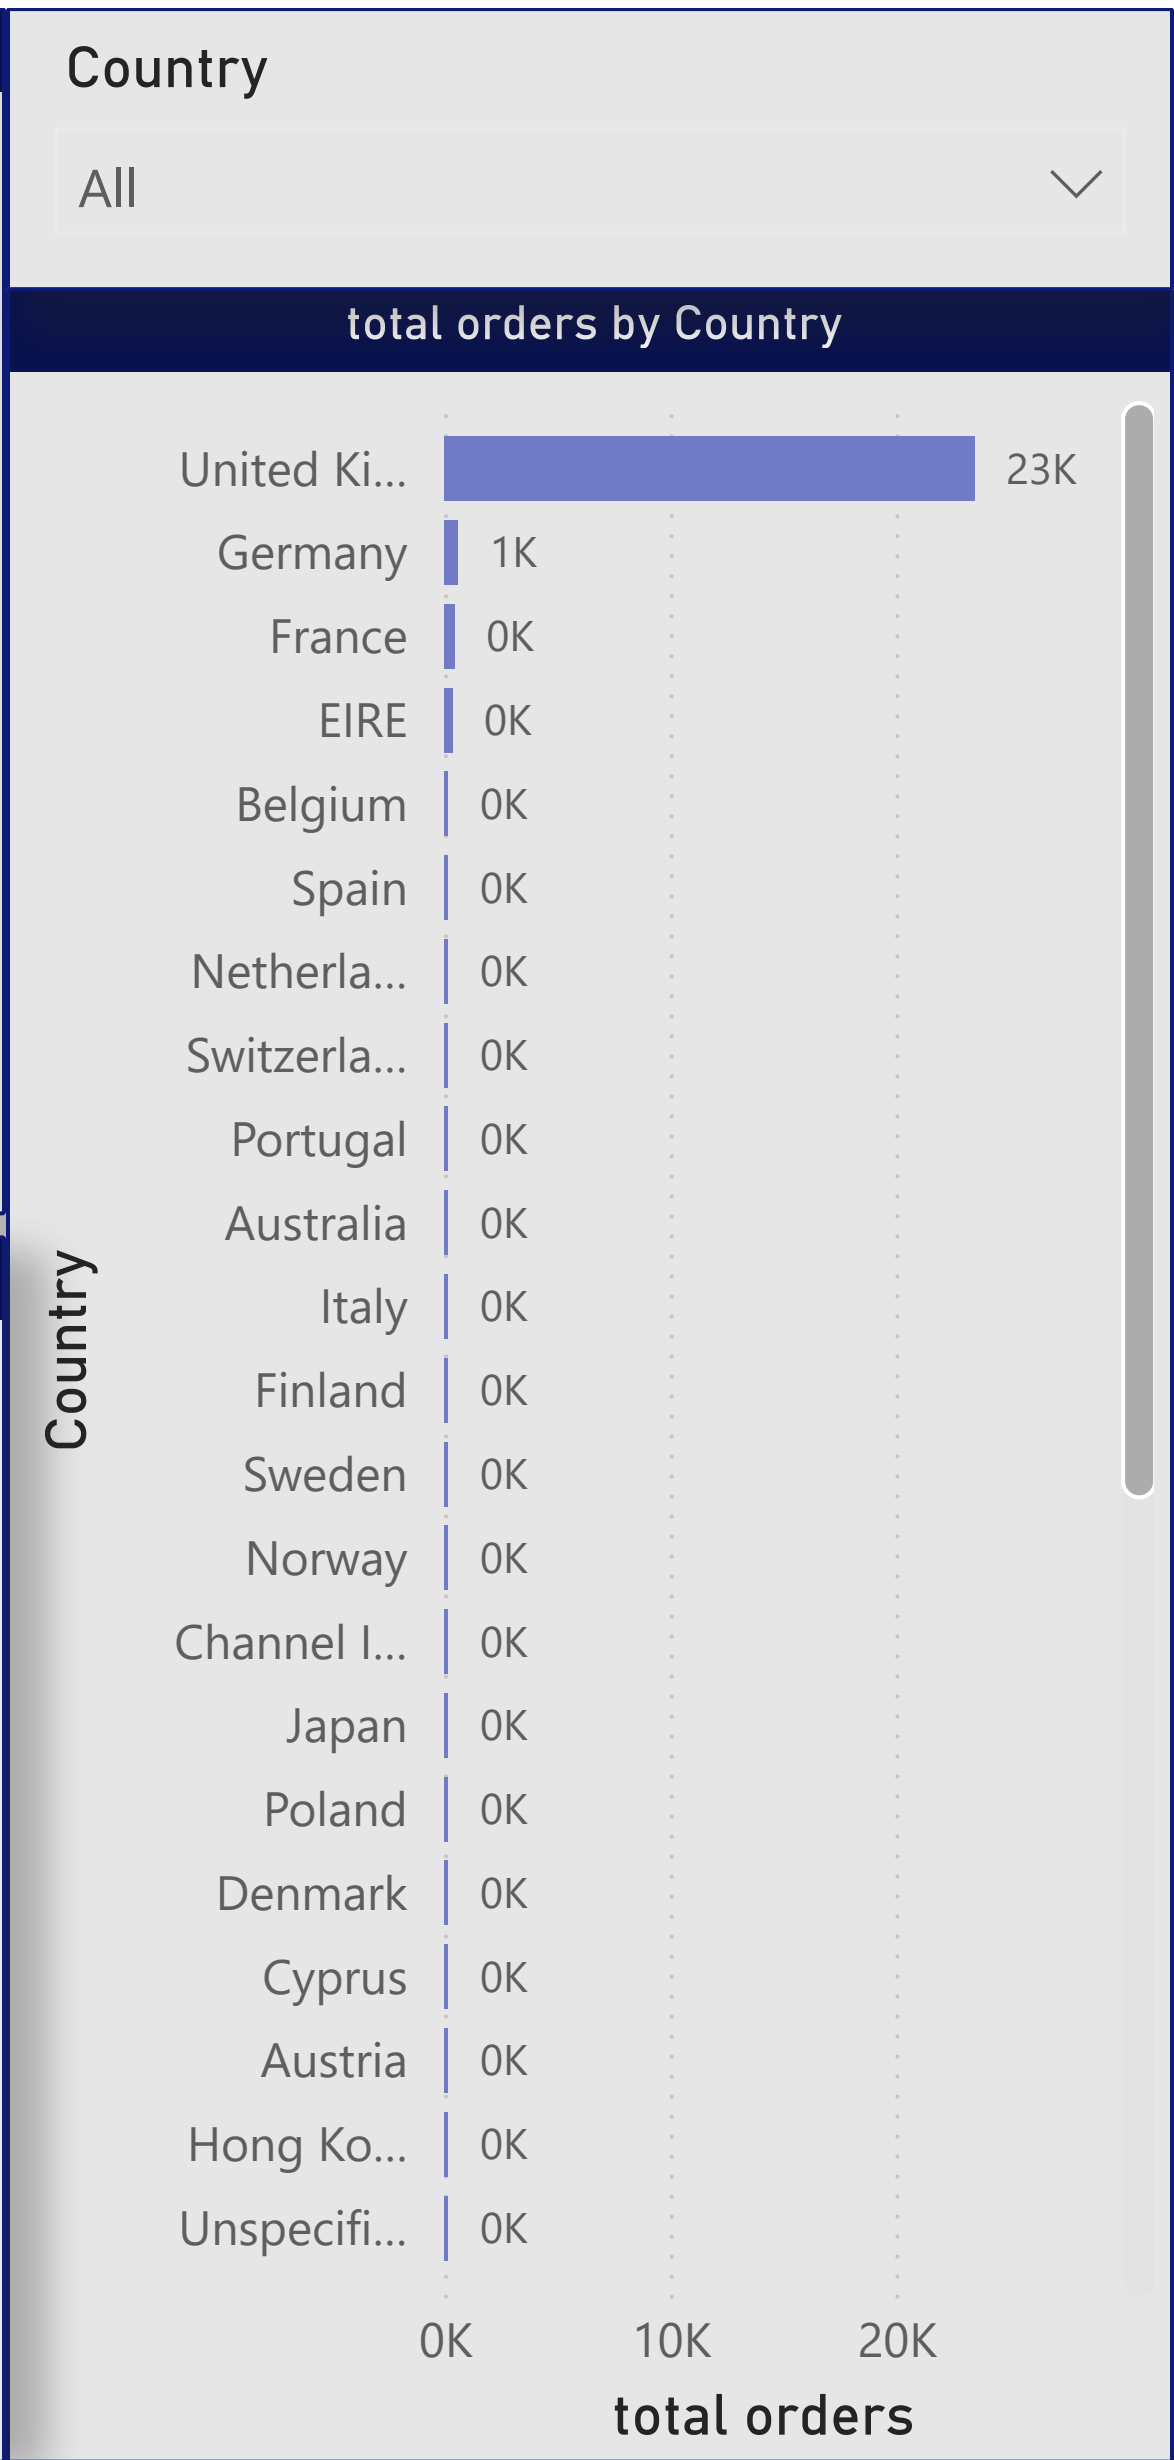 Country
All
total orders by Country
United Ki... 23K
Germany 1K
France 0K
EIRE 0K
Belgium 0K
Spain 0K
Netherla... 0K
Switzerla... 0K
Portugal 0K
Australia 0K
Italy 0K
Finland 0K
Sweden 0K
Norway 0K
Channel I... 0K
Japan 0K
Poland 0K
Denmark 0K
Cyprus 0K
Austria 0K
Hong Ko... 0K
Unspecifi... 0K
Country
0K 10K 20K
total orders